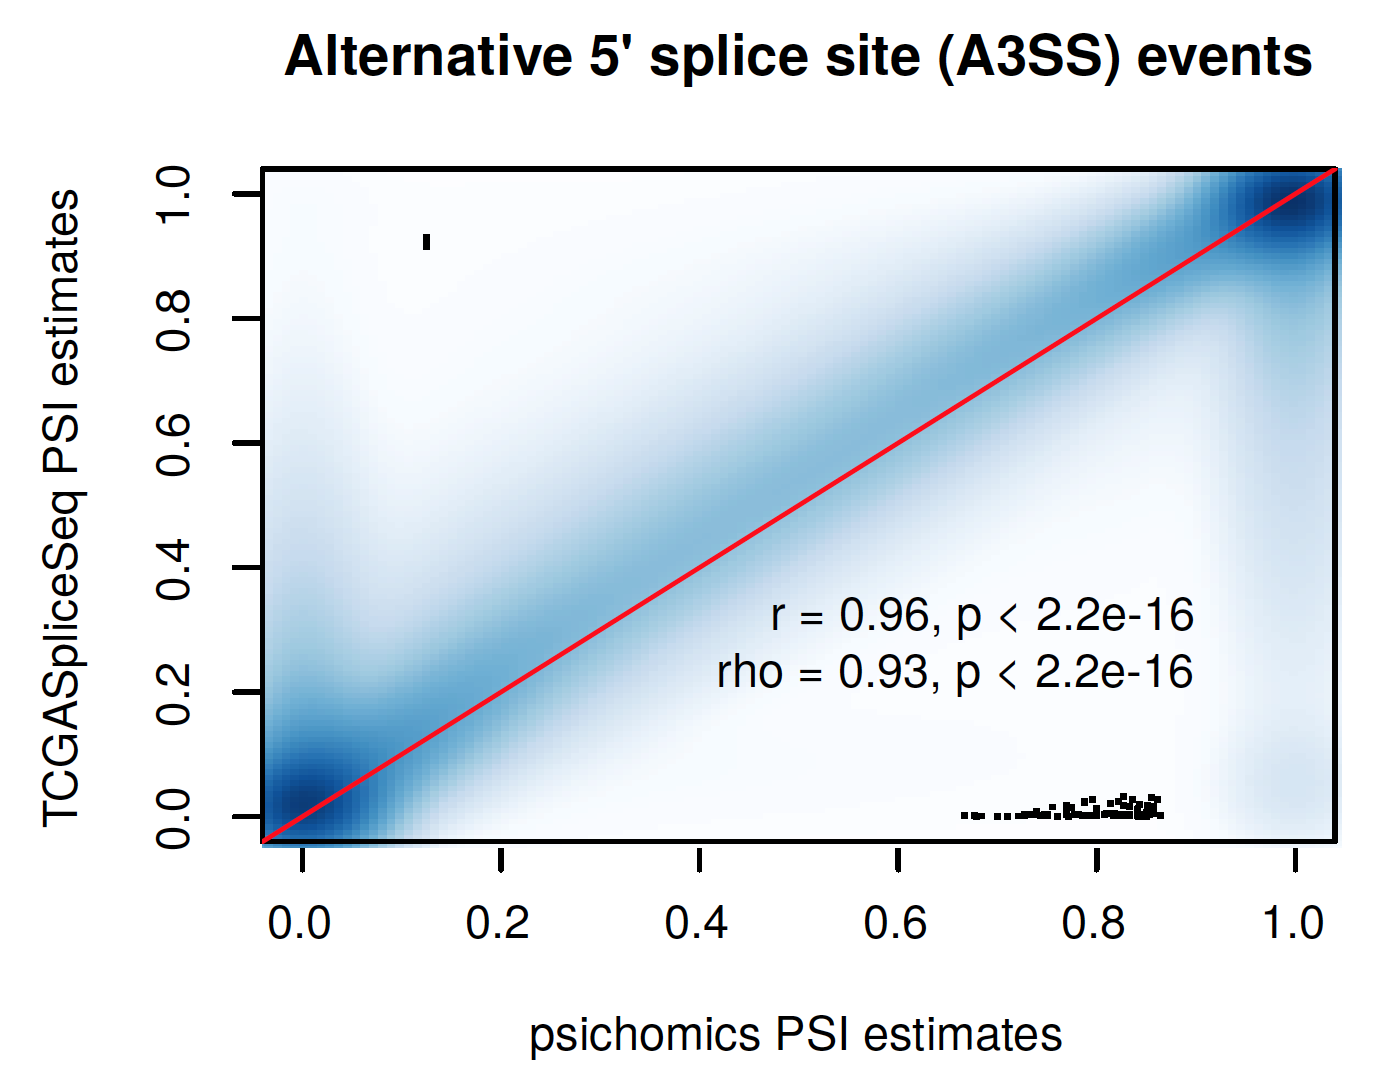 Alternative 5' splice site (A3SS) events
TCGASpliceSeq PSI estimates
1.0
0.8
0.6
0.4
0.2
0.0
r = 0.96, p < 2.2e-16
rho = 0.93, p < 2.2e-16
0.0 0.2 0.4 0.6 0.8 1.0
psichomics PSI estimates